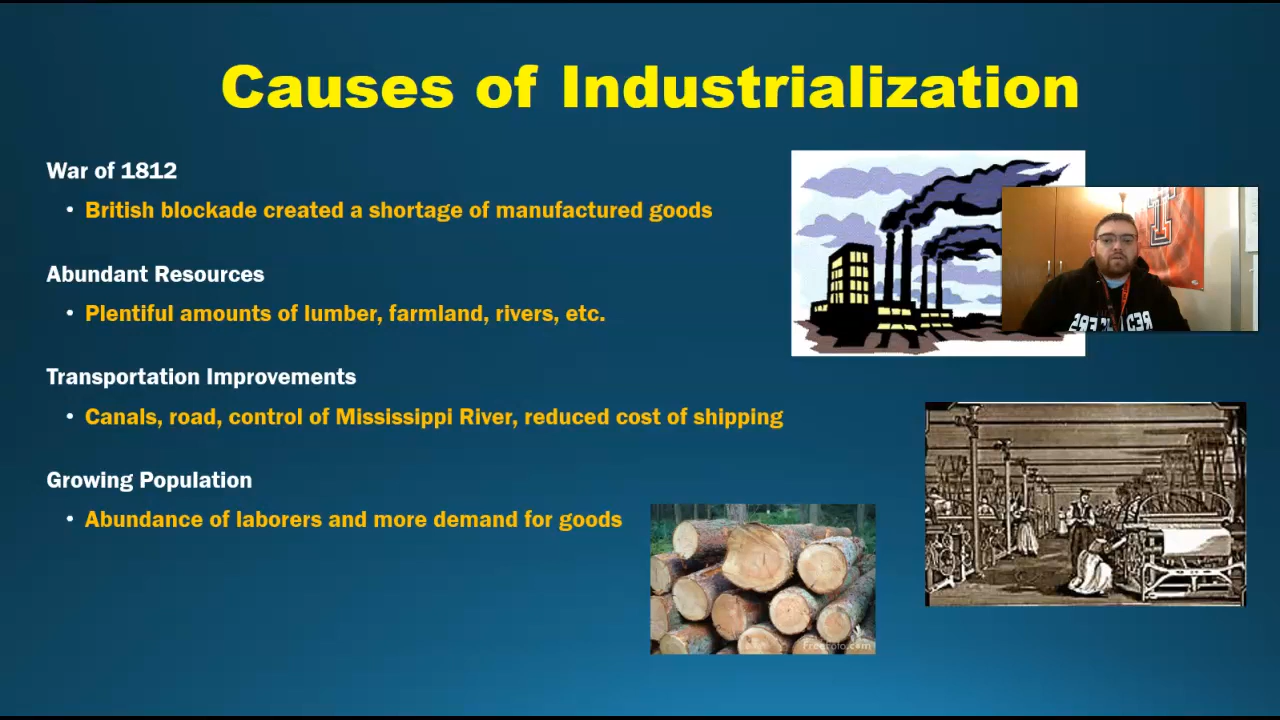 Causes of Industrialization
War of 1812
• British blockade created a shortage of manufactured goods
Abundant Resources
• Plentiful amounts of lumber, farmland, rivers, etc.
Transportation Improvements
• Canals, road, control of Mississippi River, reduced cost of shipping
Growing Population
• Abundance of laborers and more demand for goods